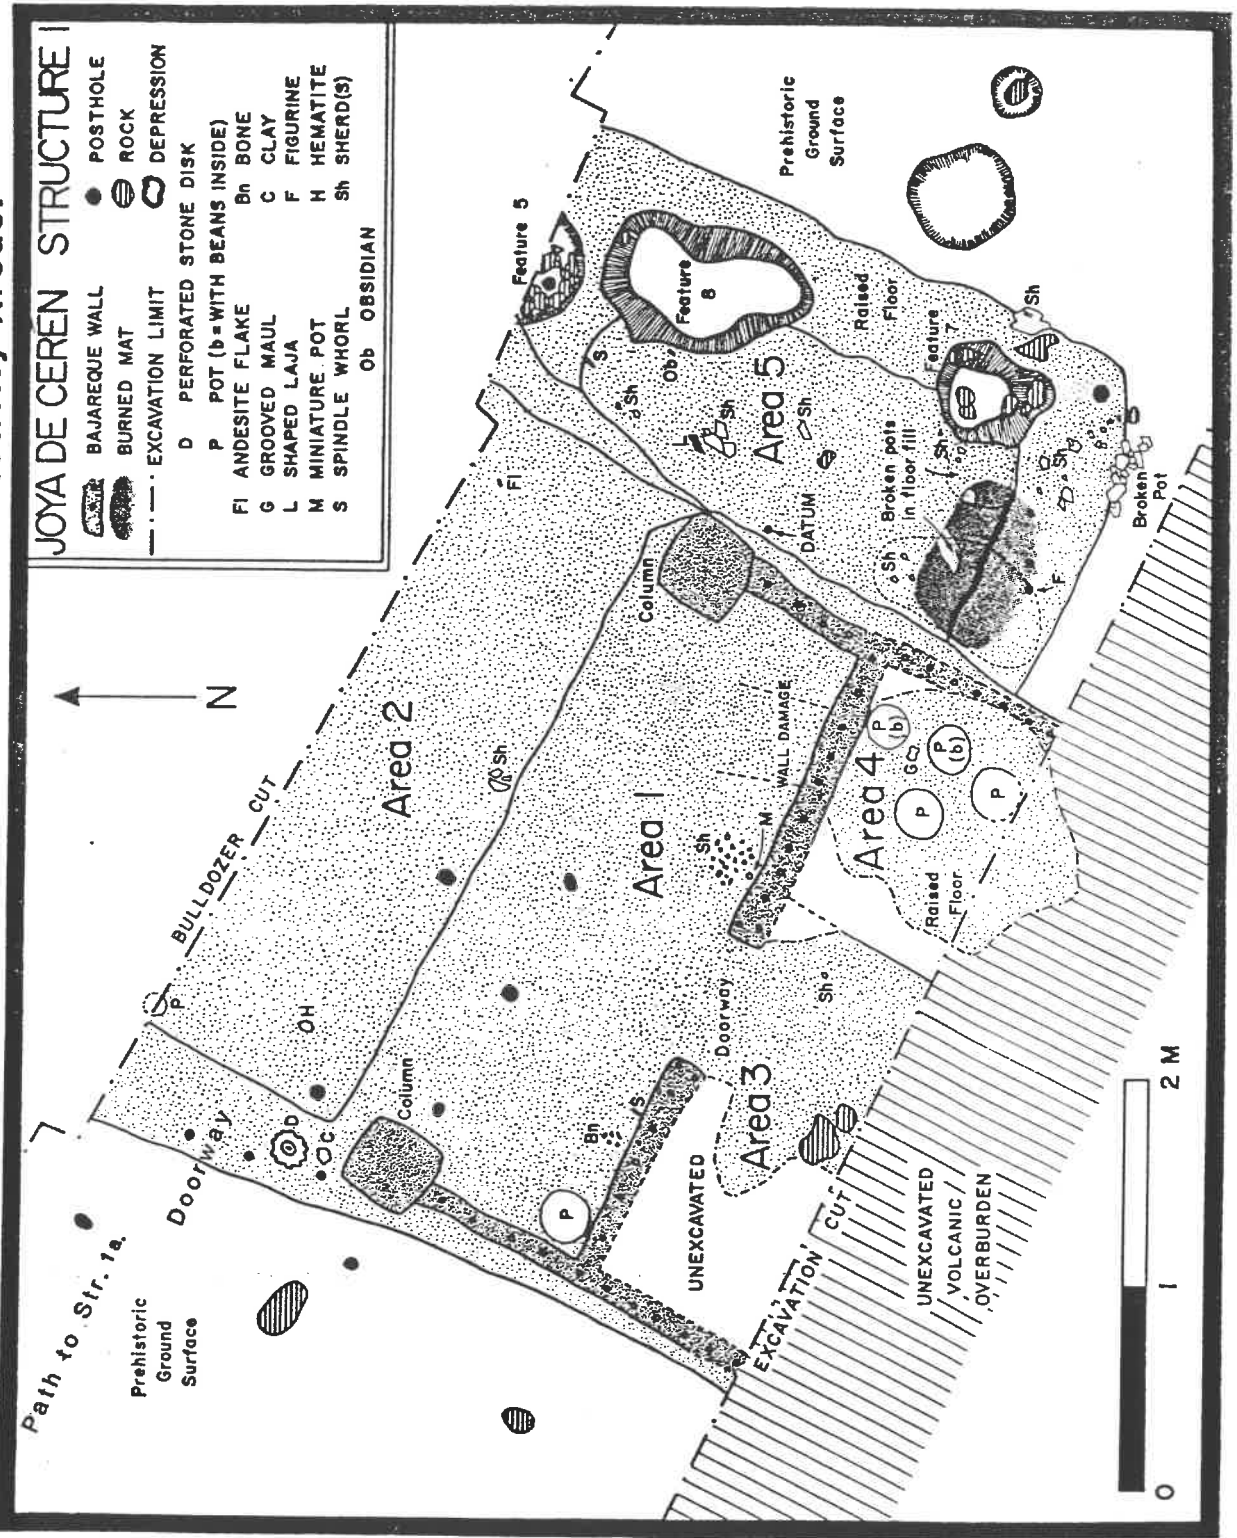 JOYA DE CEREN STRUCTURE 1
BAJAREQUE WALL
POSTHOLE
BURNED MAT
ROCK
EXCAVATION LIMIT
DEPRESSION
D PERFORATED STONE DISK
P POT (b=WITH BEANS INSIDE)
Fl ANDESITE FLAKE
Bn BONE
G GROOVED MAUL
C CLAY
L SHAPED LAJA
F FIGURINE
M MINIATURE POT
H HEMATITE
S SPINDLE WHORL
Sh SHERD(S)
Ob OBSIDIAN
Path to Str. 1a.
Prehistoric
Ground
Surface
Doorway
D
C
OH
P
BULLDOZER CUT
N
Area 2
Sh
Fl
Column
Column
Area 1
Sh
M
WALL DAMAGE
Bn
S
P
Doorway
Area 3
Sh
UNEXCAVATED
Area 4
P
(b)
G
P
(b)
P
P
Raised
Floor
Feature 5
Feature
8
S
Sh
Ob
L
Sh
Area 5
Sh
DATUM
Raised
Floor
Feature
7
Sh
Broken pots
in floor fill
Sh
Sh
Sh
F
Broken
Pot
Prehistoric
Ground
Surface
EXCAVATION CUT
UNEXCAVATED
VOLCANIC
OVERBURDEN
0
1
2 M